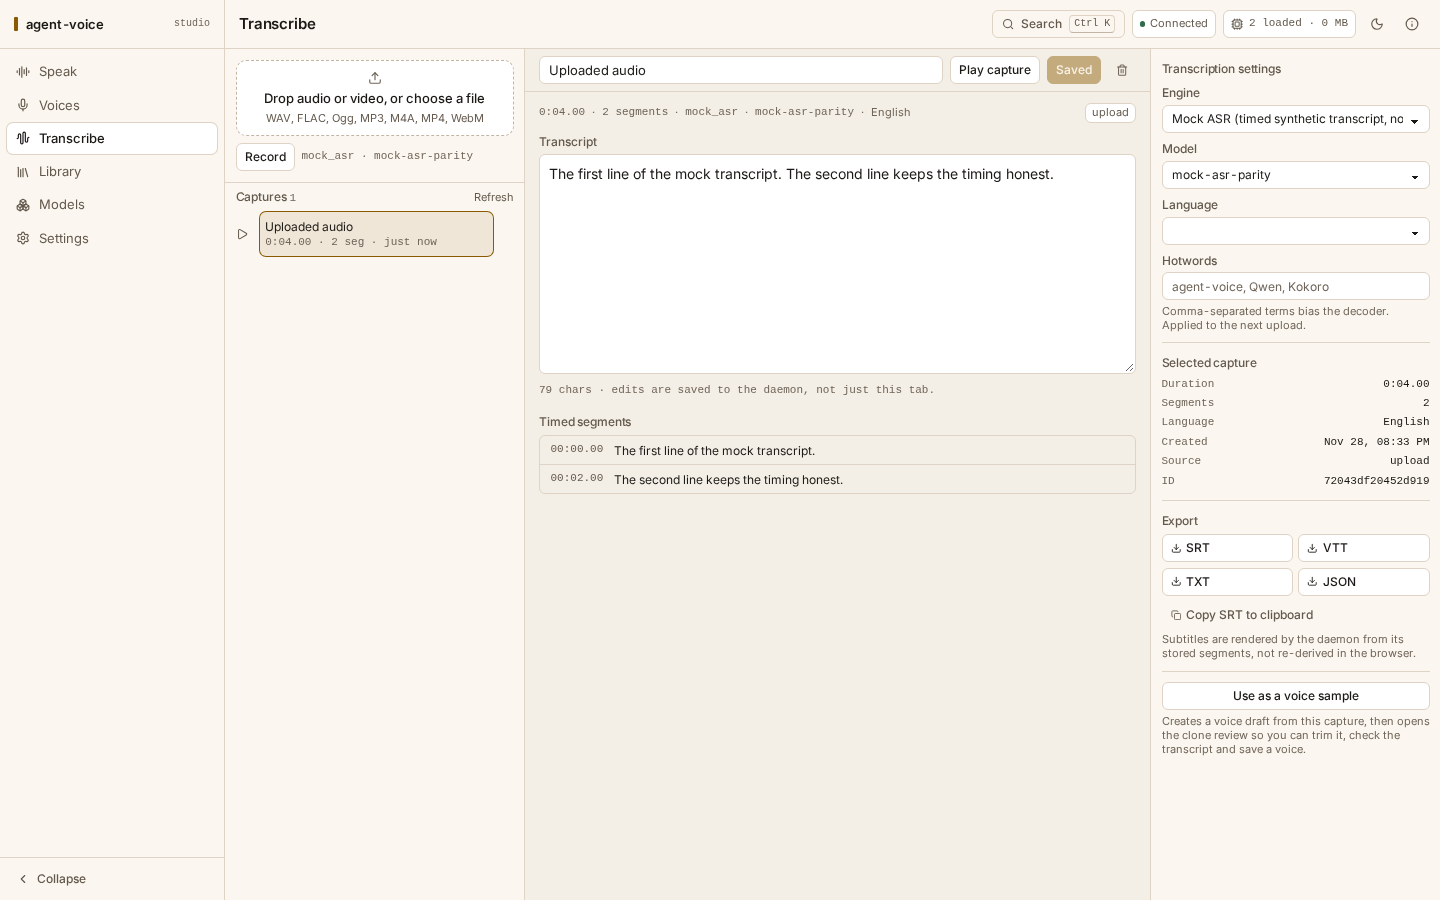 agent-voice
studio
Transcribe
Search
Ctrl K
Connected
2 loaded · 0 MB
Speak
Voices
Transcribe
Library
Models
Settings
Collapse
Drop audio or video, or choose a file
WAV, FLAC, Ogg, MP3, M4A, MP4, WebM
Record
mock_asr · mock-asr-parity
Captures 1
Refresh
Uploaded audio
0:04.00 · 2 seg · just now
Uploaded audio
Play capture
Saved
0:04.00 · 2 segments · mock_asr · mock-asr-parity · English
upload
Transcript
The first line of the mock transcript. The second line keeps the timing honest.
79 chars · edits are saved to the daemon, not just this tab.
Timed segments
00:00.00 The first line of the mock transcript.
00:02.00 The second line keeps the timing honest.
Transcription settings
Engine
Mock ASR (timed synthetic transcript, no
Model
mock-asr-parity
Language
Hotwords
agent-voice, Qwen, Kokoro
Comma-separated terms bias the decoder.
Applied to the next upload.
Selected capture
Duration 0:04.00
Segments 2
Language English
Created Nov 28, 08:33 PM
Source upload
ID 72043df20452d919
Export
SRT
VTT
TXT
JSON
Copy SRT to clipboard
Subtitles are rendered by the daemon from its
stored segments, not re-derived in the browser.
Use as a voice sample
Creates a voice draft from this capture, then opens
the clone review so you can trim it, check the
transcript and save a voice.